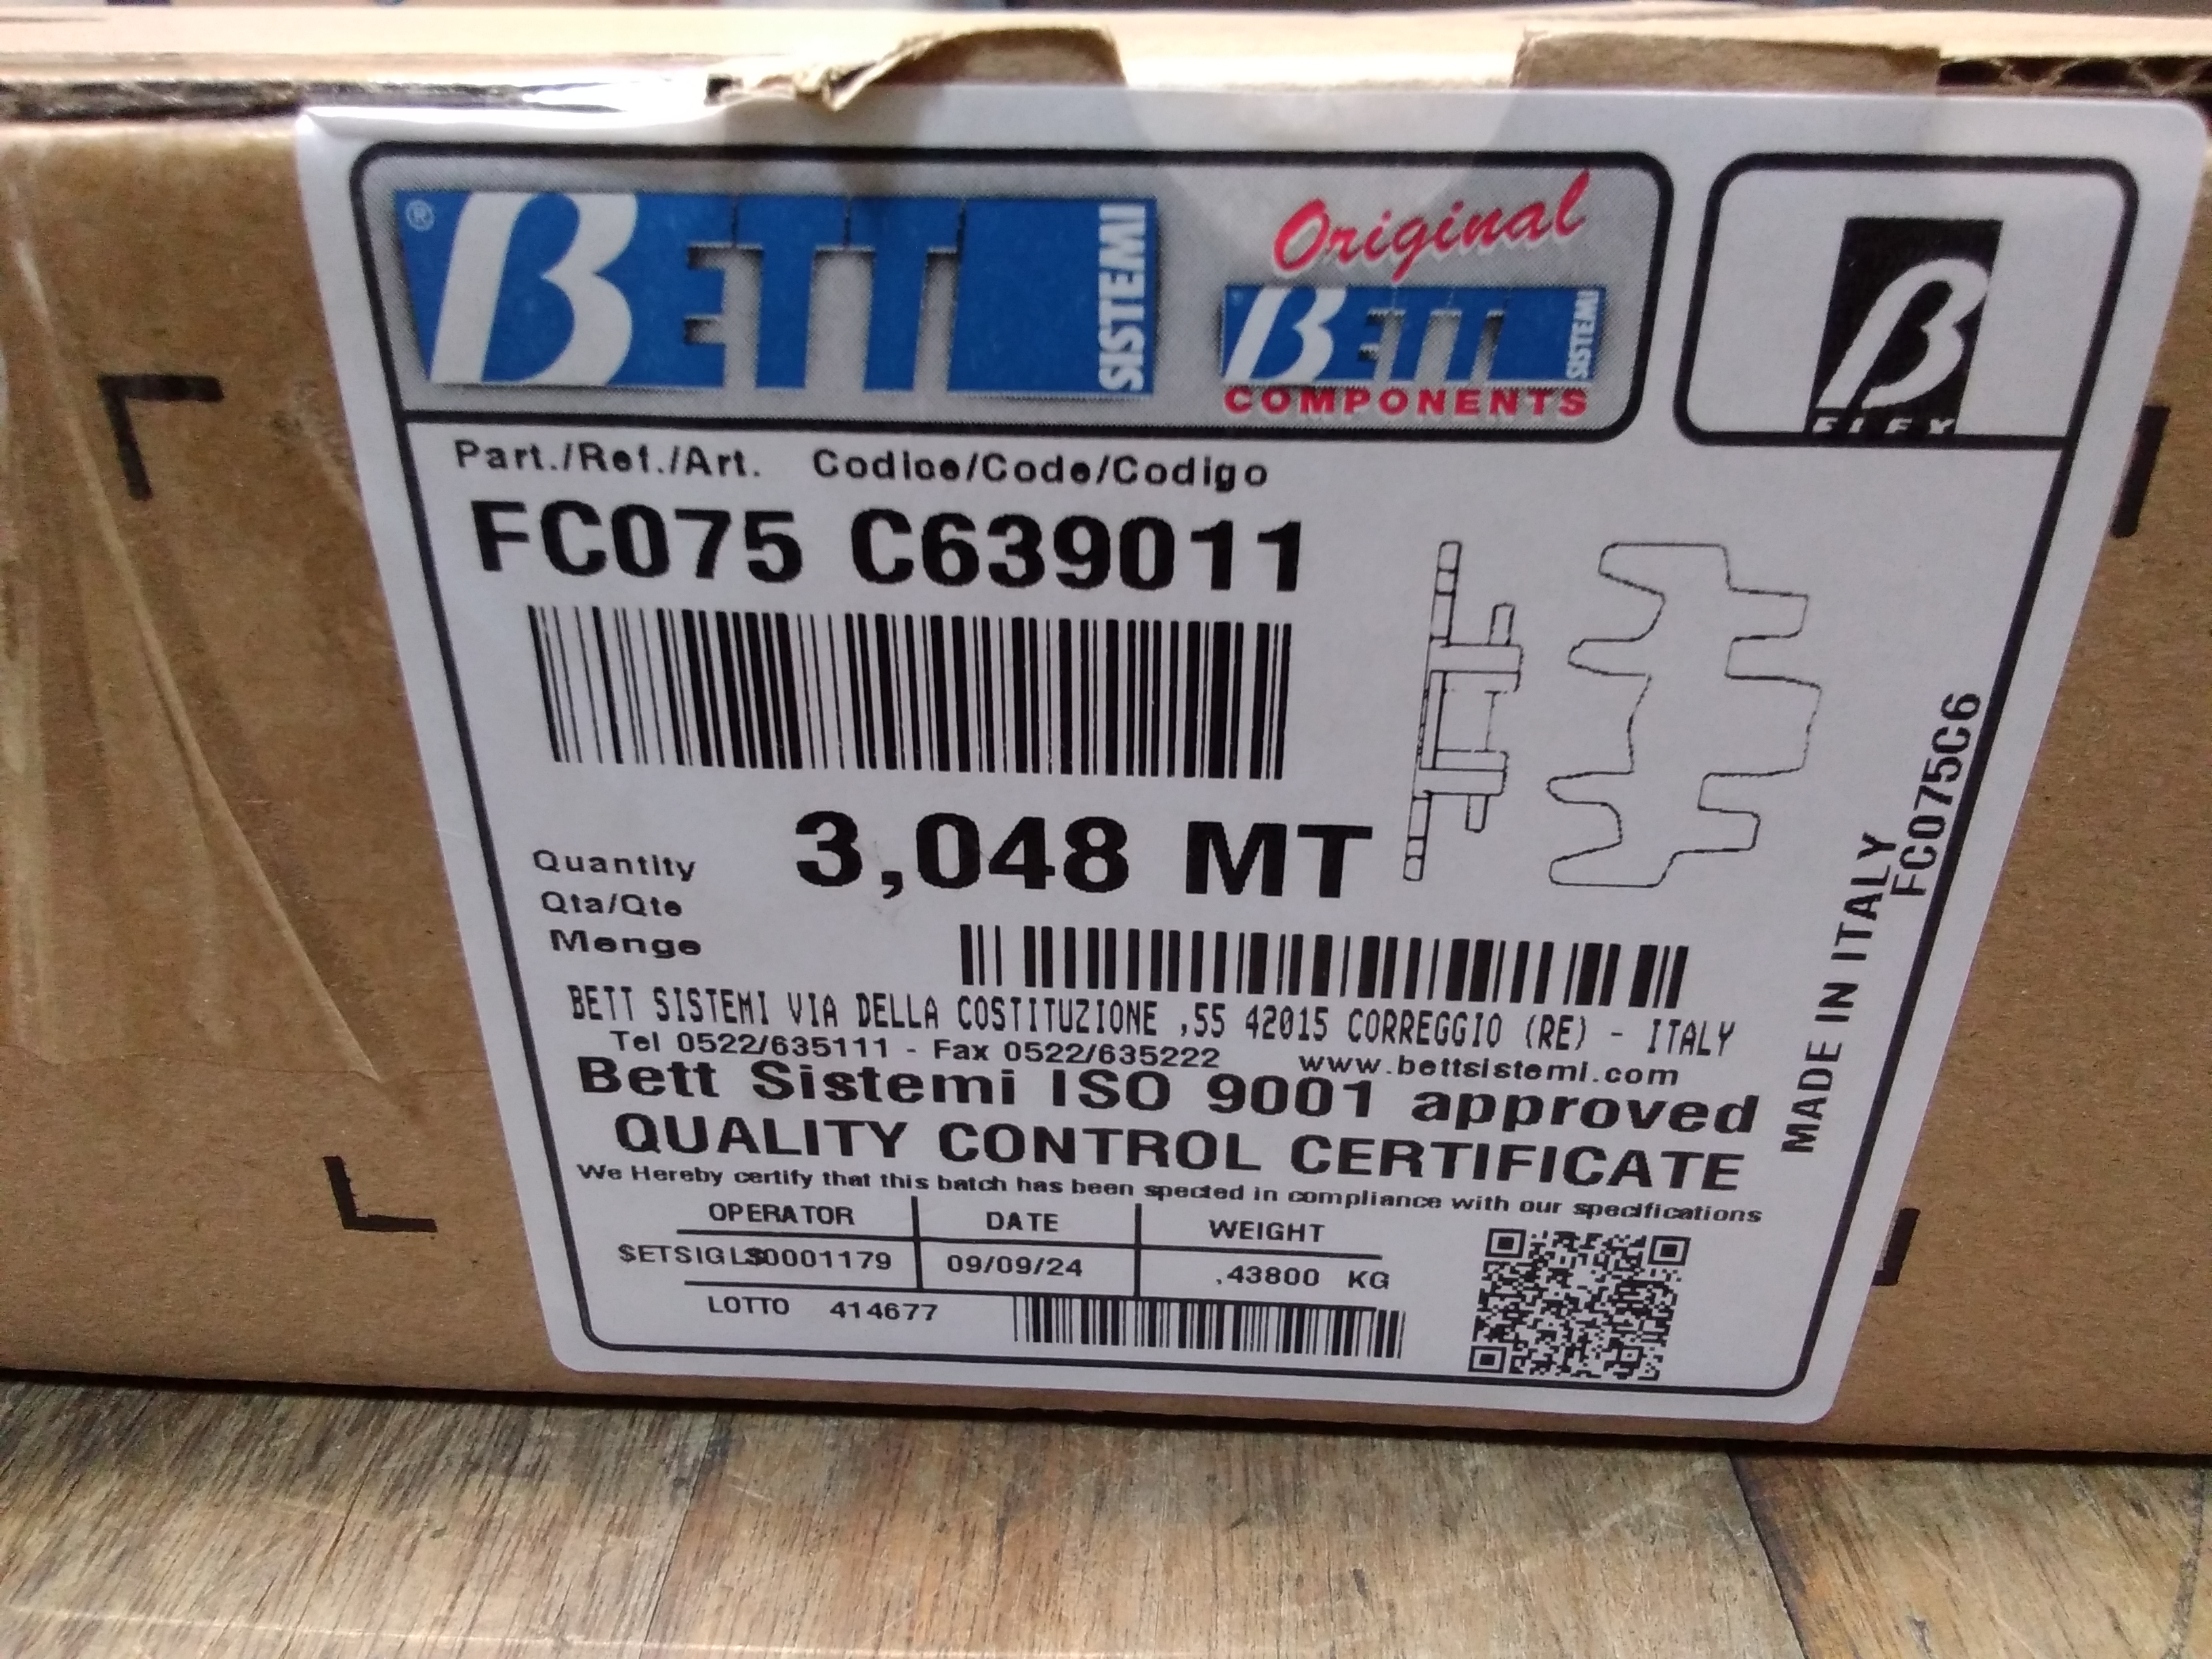 ® BETT SISTEMI
Original
BETT SISTEMI
COMPONENTS
β
FLEX
Part./Ref./Art. Codice/Code/Codigo
FC075 C639011
Quantity 3,048 MT
Qta/Qte
Menge
BETT SISTEMI VIA DELLA COSTITUZIONE ,55 42015 CORREGGIO (RE) - ITALY
Tel 0522/635111 - Fax 0522/635222 www.bettsistemi.com
Bett Sistemi ISO 9001 approved
QUALITY CONTROL CERTIFICATE
We Hereby certify that this batch has been spected in compliance with our specifications
OPERATOR DATE WEIGHT
09/09/24 .43800 KG
LOTTO 414677
MADE IN ITALY
FC075C6